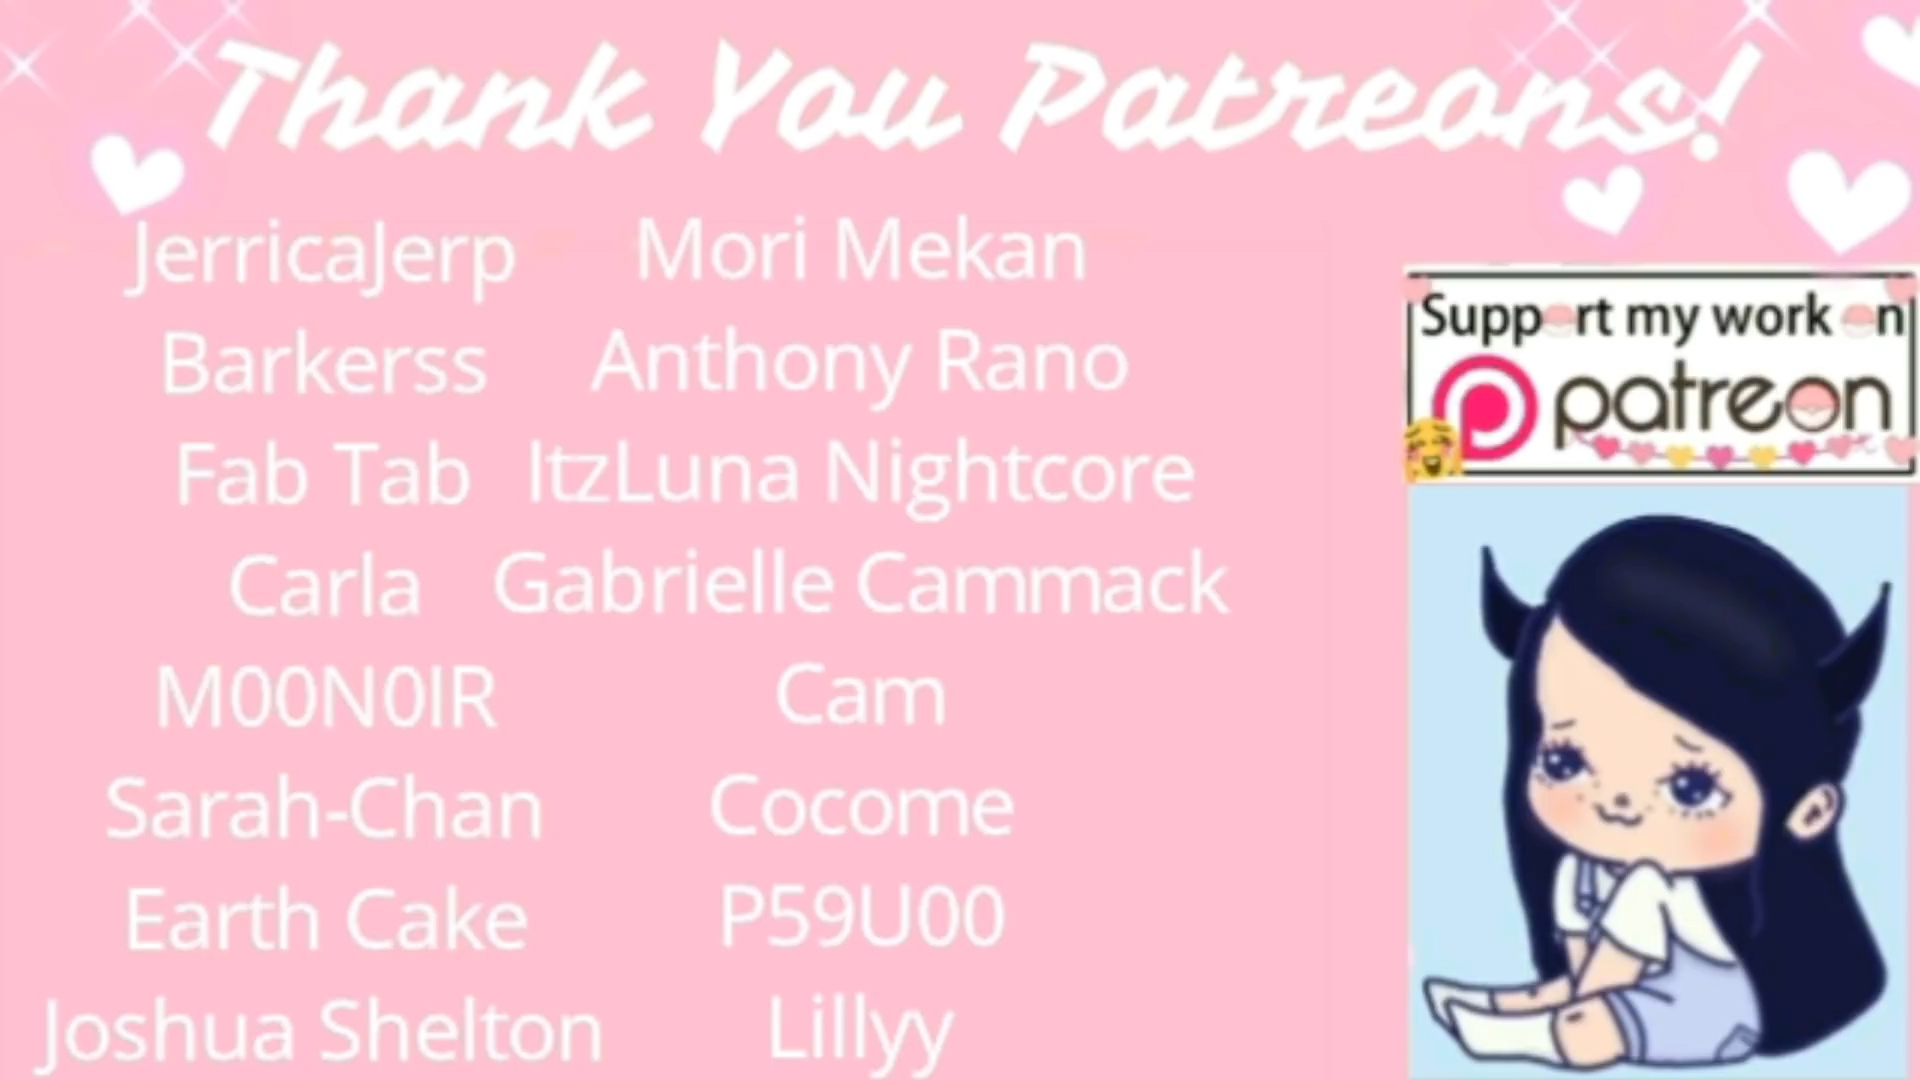 Thank You Patreons!
JerricaJerp
Barkerss
Fab Tab
Carla
M00N0IR
Sarah-Chan
Earth Cake
Joshua Shelton
Mori Mekan
Anthony Rano
ItzLuna Nightcore
Gabrielle Cammack
Cam
Cocome
P59U00
Lillyy
Support my work on
patreon